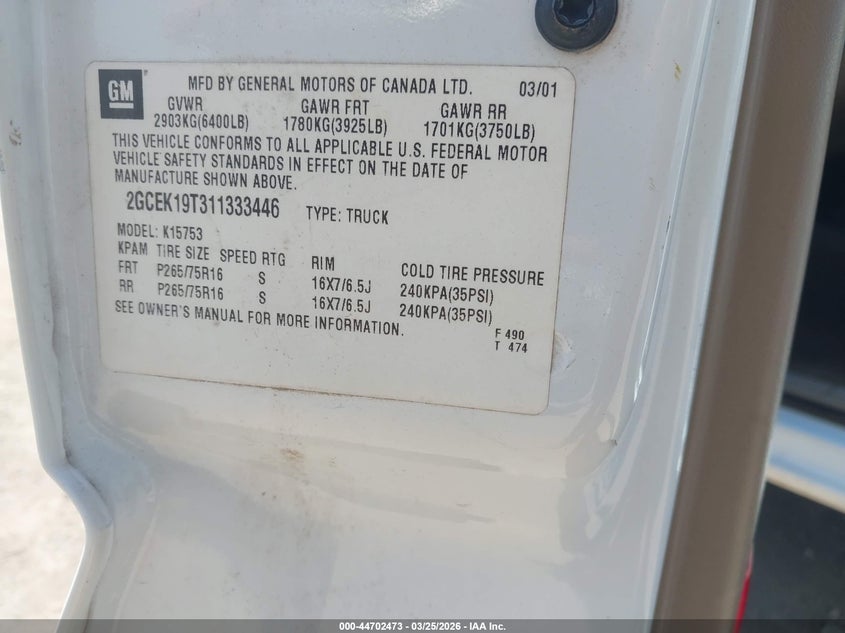 GM
MFD BY GENERAL MOTORS OF CANADA LTD. 03/01
GVWR GAWR FRT GAWR RR
2903KG(6400LB) 1780KG(3925LB) 1701KG(3750LB)
THIS VEHICLE CONFORMS TO ALL APPLICABLE U.S. FEDERAL MOTOR
VEHICLE SAFETY STANDARDS IN EFFECT ON THE DATE OF
MANUFACTURE SHOWN ABOVE.
2GCEK19T311333446 TYPE: TRUCK
MODEL: K15753
KPAM TIRE SIZE SPEED RTG RIM COLD TIRE PRESSURE
FRT P265/75R16 S 16X7/6.5J 240KPA(35PSI)
RR P265/75R16 S 16X7/6.5J 240KPA(35PSI)
SEE OWNER'S MANUAL FOR MORE INFORMATION.
F 490
T 474
000-44702473 - 03/25/2026 - IAA Inc.